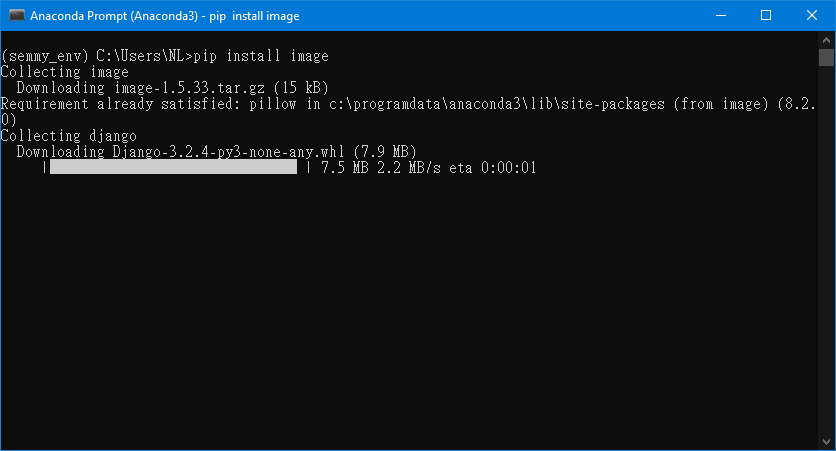 Anaconda Prompt (Anaconda3) - pip  install image
(semmy_env) C:\Users\NL>pip install image
Collecting image
  Downloading image-1.5.33.tar.gz (15 kB)
Requirement already satisfied: pillow in c:\programdata\anaconda3\lib\site-packages (from image) (8.2.
0)
Collecting django
  Downloading Django-3.2.4-py3-none-any.whl (7.9 MB)
     |                               | 7.5 MB 2.2 MB/s eta 0:00:01